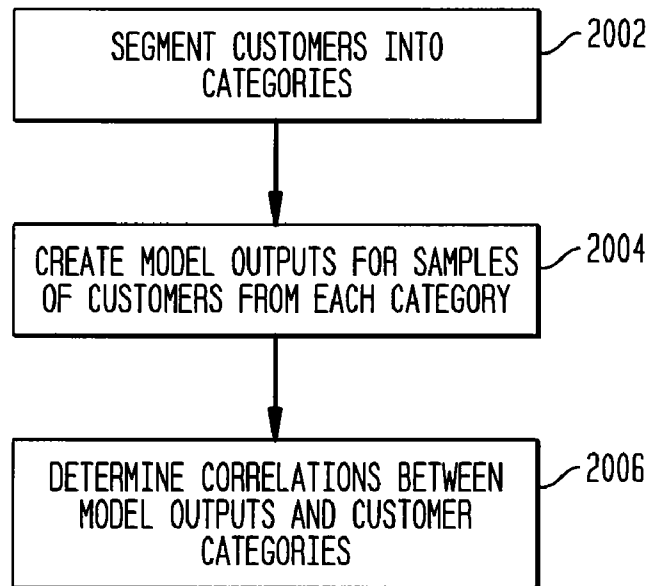 SEGMENT CUSTOMERS INTO
CATEGORIES
2002
CREATE MODEL OUTPUTS FOR SAMPLES
OF CUSTOMERS FROM EACH CATEGORY
2004
DETERMINE CORRELATIONS BETWEEN
MODEL OUTPUTS AND CUSTOMER
CATEGORIES
2006